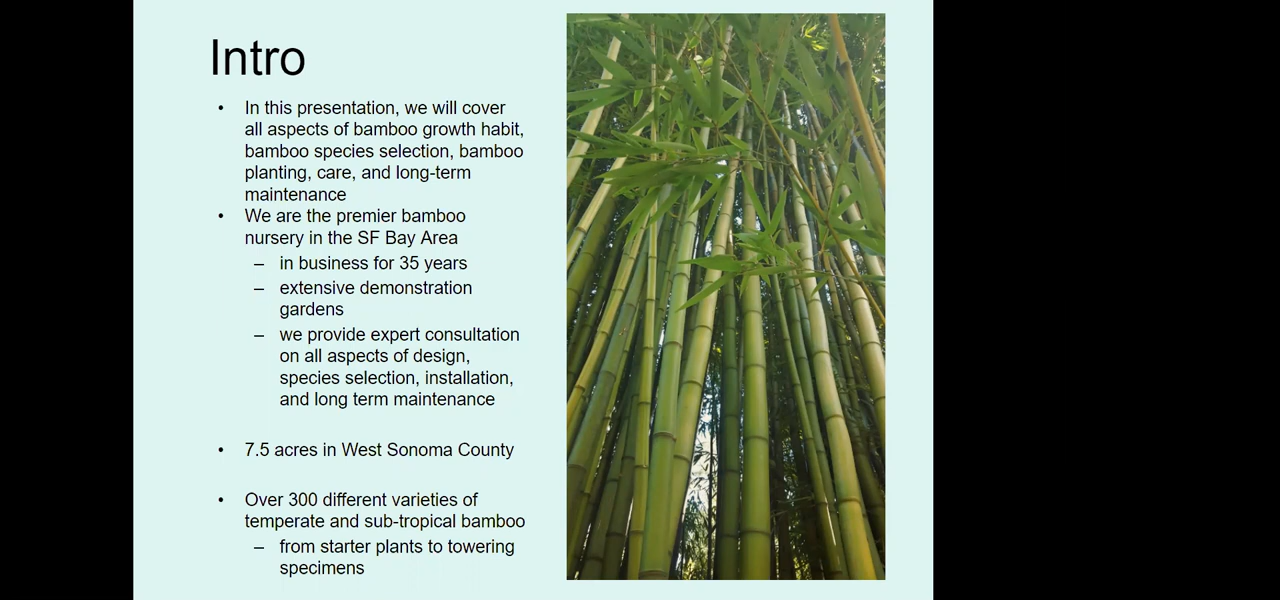 Intro
• In this presentation, we will cover
all aspects of bamboo growth habit,
bamboo species selection, bamboo
planting, care, and long-term
maintenance
• We are the premier bamboo
nursery in the SF Bay Area
– in business for 35 years
– extensive demonstration
gardens
– we provide expert consultation
on all aspects of design,
species selection, installation,
and long term maintenance
• 7.5 acres in West Sonoma County
• Over 300 different varieties of
temperate and sub-tropical bamboo
– from starter plants to towering
specimens